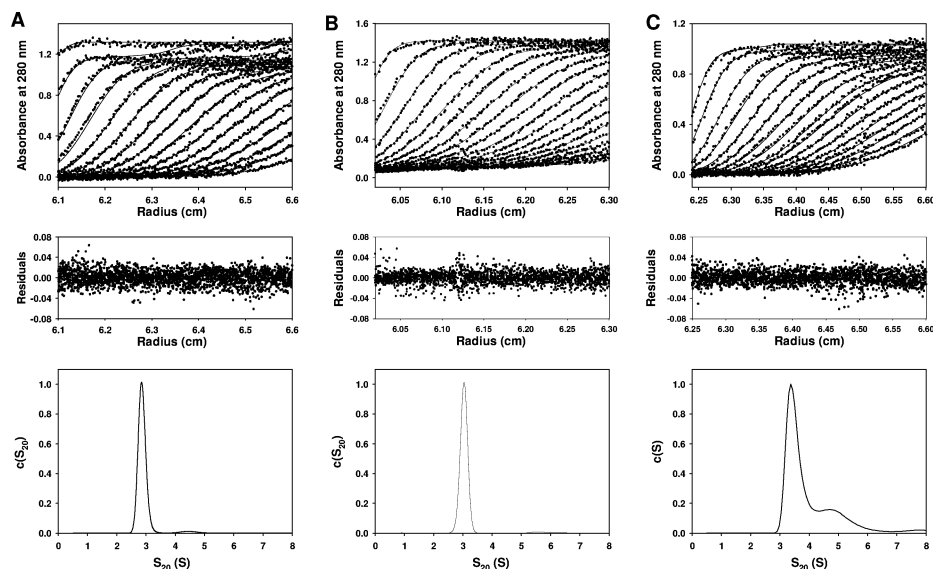 A
Absorbance at 280 nm
1.2
0.8
0.4
0.0
6.1 6.2 6.3 6.4 6.5 6.6
Radius (cm)
B
Absorbance at 280 nm
1.6
1.2
0.8
0.4
0.0
6.05 6.10 6.15 6.20 6.25 6.30
Radius (cm)
C
Absorbance at 280 nm
1.2
0.8
0.4
0.0
6.25 6.30 6.35 6.40 6.45 6.50 6.55 6.60
Radius (cm)
Residuals
0.08
0.04
0.00
-0.04
-0.08
6.1 6.2 6.3 6.4 6.5 6.6
Radius (cm)
Residuals
0.08
0.04
0.00
-0.04
-0.08
6.05 6.10 6.15 6.20 6.25 6.30
Radius (cm)
Residuals
0.08
0.04
0.00
-0.04
-0.08
6.25 6.30 6.35 6.40 6.45 6.50 6.55 6.60
Radius (cm)
c(S20)
1.0
0.8
0.6
0.4
0.2
0.0
0 1 2 3 4 5 6 7 8
S20 (S)
c(S20)
1.0
0.8
0.6
0.4
0.2
0.0
0 1 2 3 4 5 6 7 8
S20 (S)
c(S)
1.0
0.8
0.6
0.4
0.2
0.0
0 1 2 3 4 5 6 7 8
S20 (S)